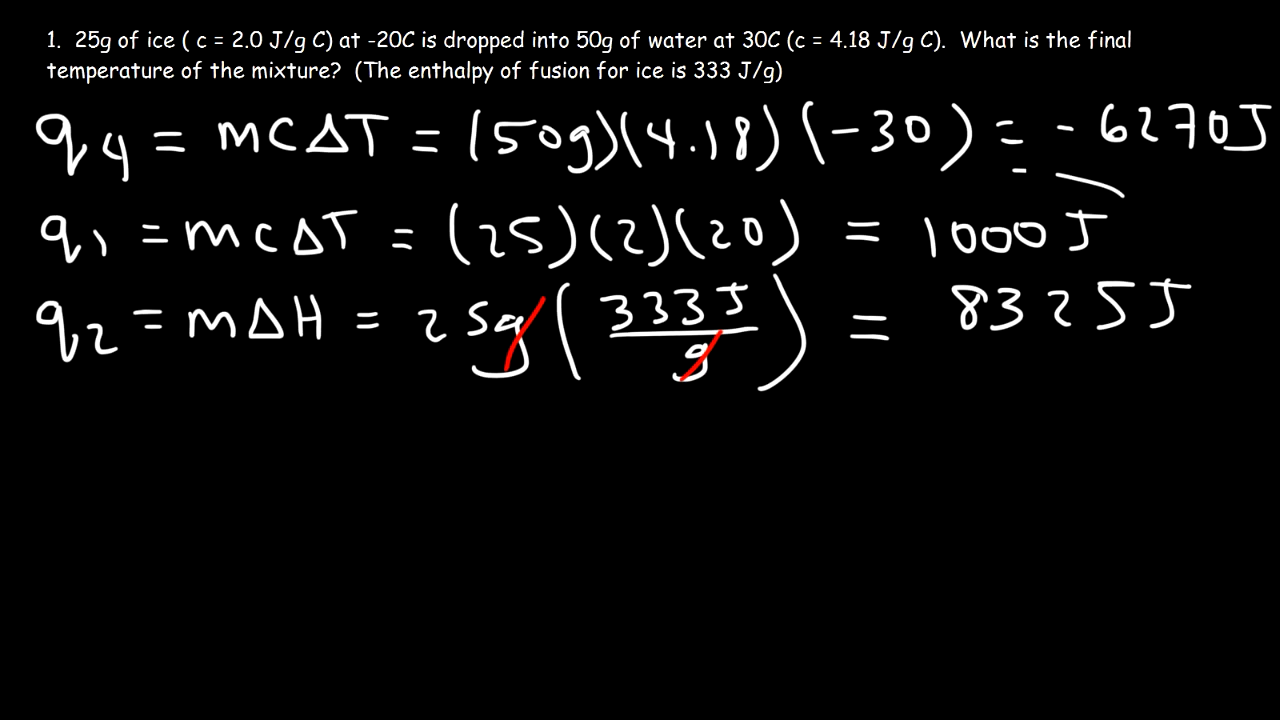 1. 25g of ice ( c = 2.0 J/g C) at -20C is dropped into 50g of water at 30C (c = 4.18 J/g C). What is the final
temperature of the mixture? (The enthalpy of fusion for ice is 333 J/g)
q4 = mCΔT = (50g)(4.18)(-30) = -6270J
q1 = mCΔT = (25)(2)(20) = 1000J
q2 = mΔH = 25g(333J/g) = 8325J